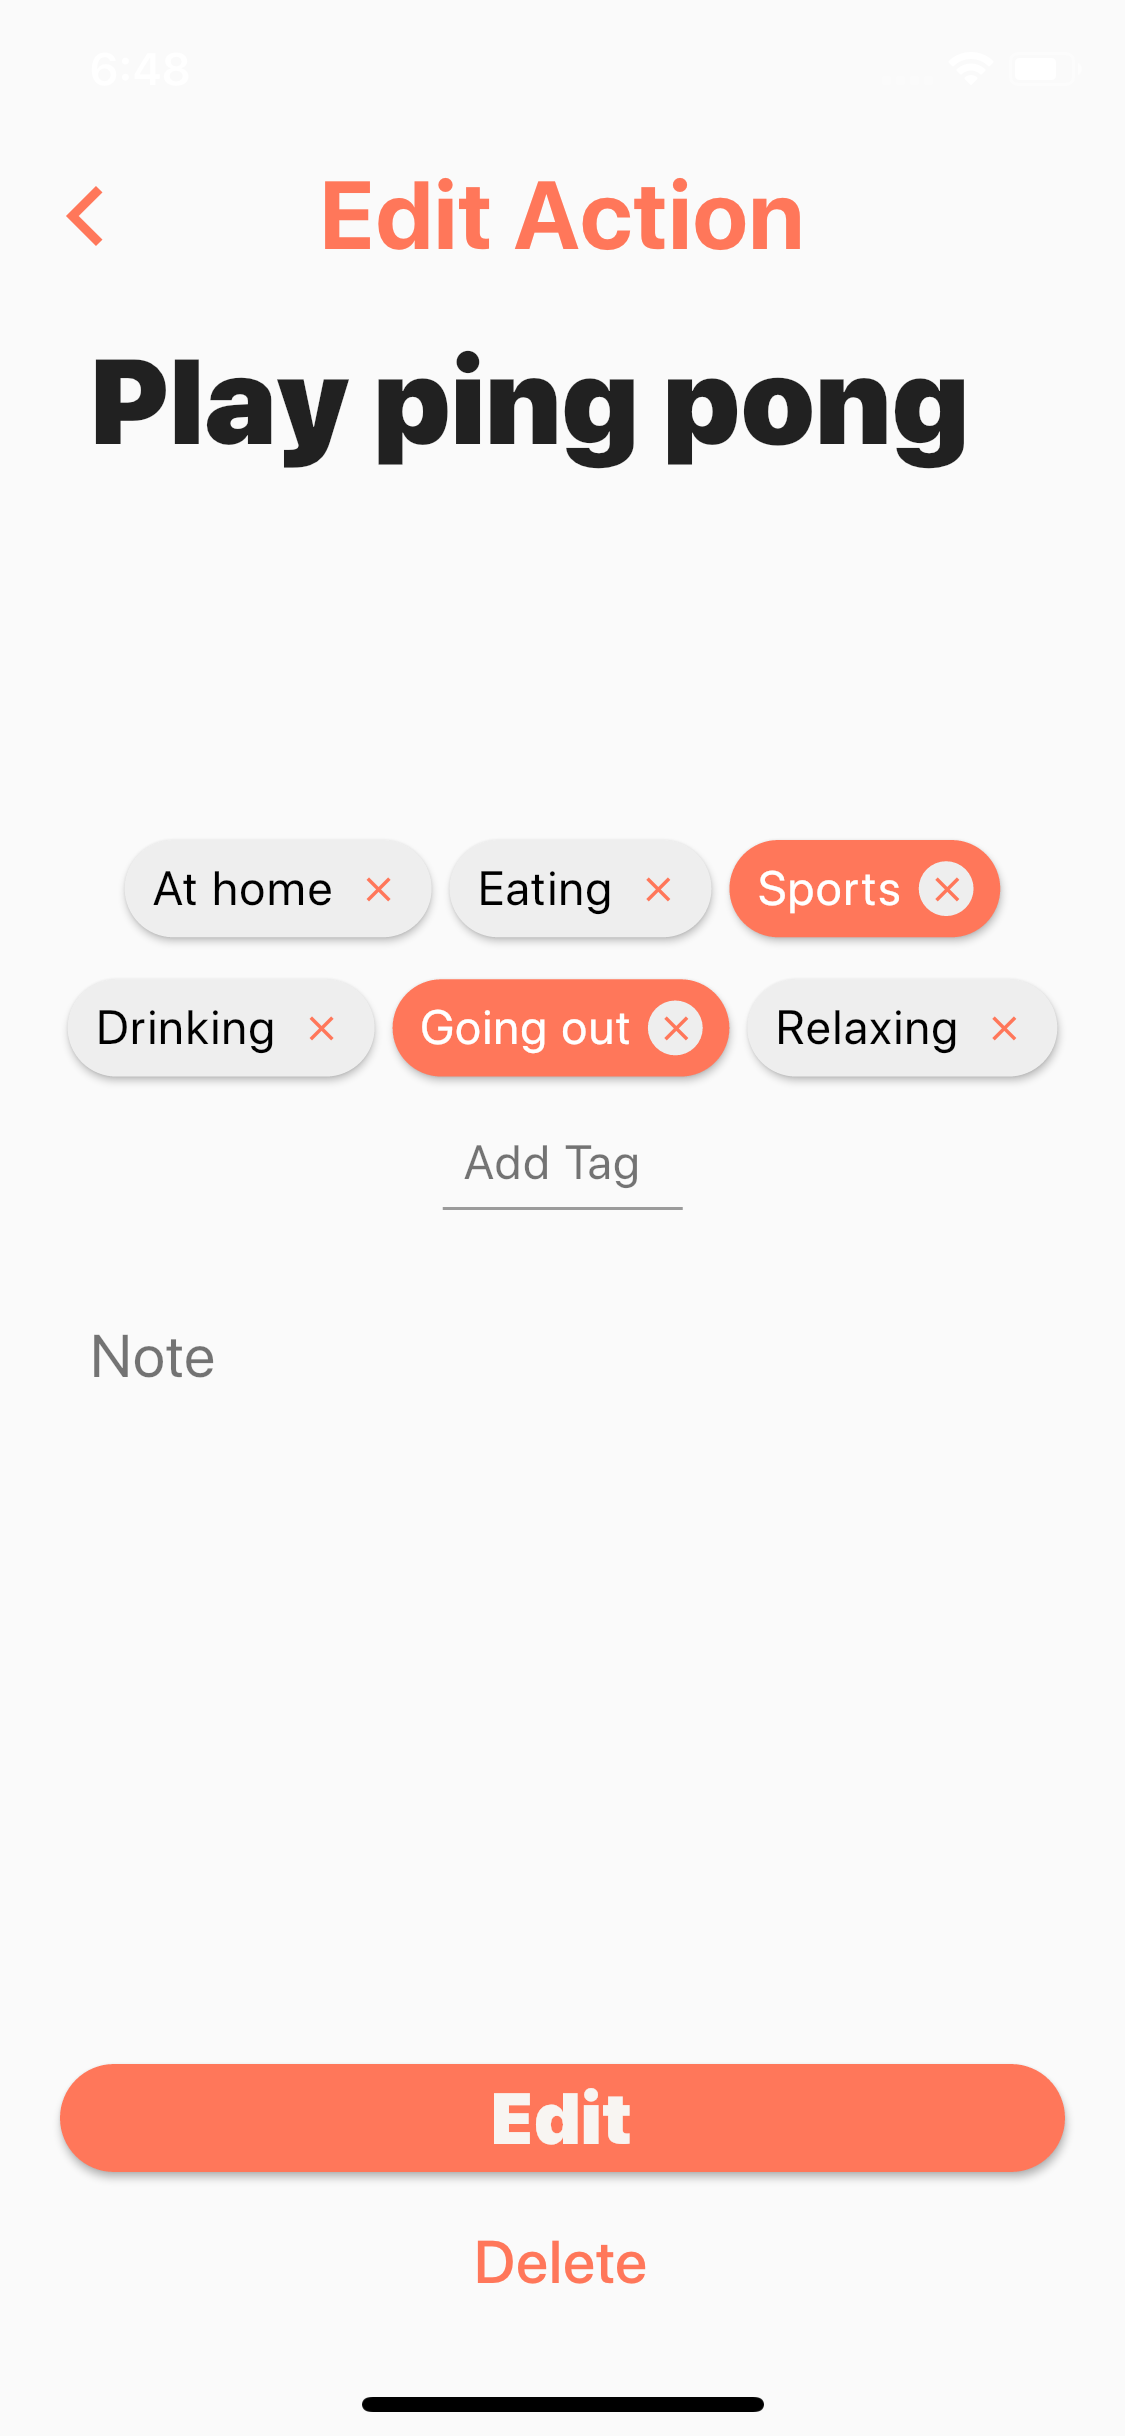 6:48
Edit Action
Play ping pong
At home Eating Sports
Drinking Going out Relaxing
Add Tag
Note
Edit
Delete